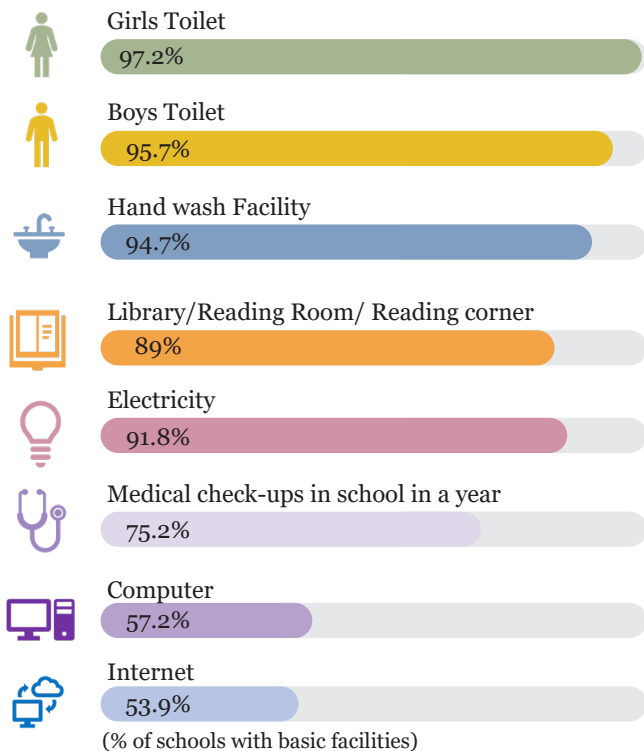 Girls Toilet
97.2%
Boys Toilet
95.7%
Hand wash Facility
94.7%
Library/Reading Room/ Reading corner
89%
Electricity
91.8%
Medical check-ups in school in a year
75.2%
Computer
57.2%
Internet
53.9%
(% of schools with basic facilities)